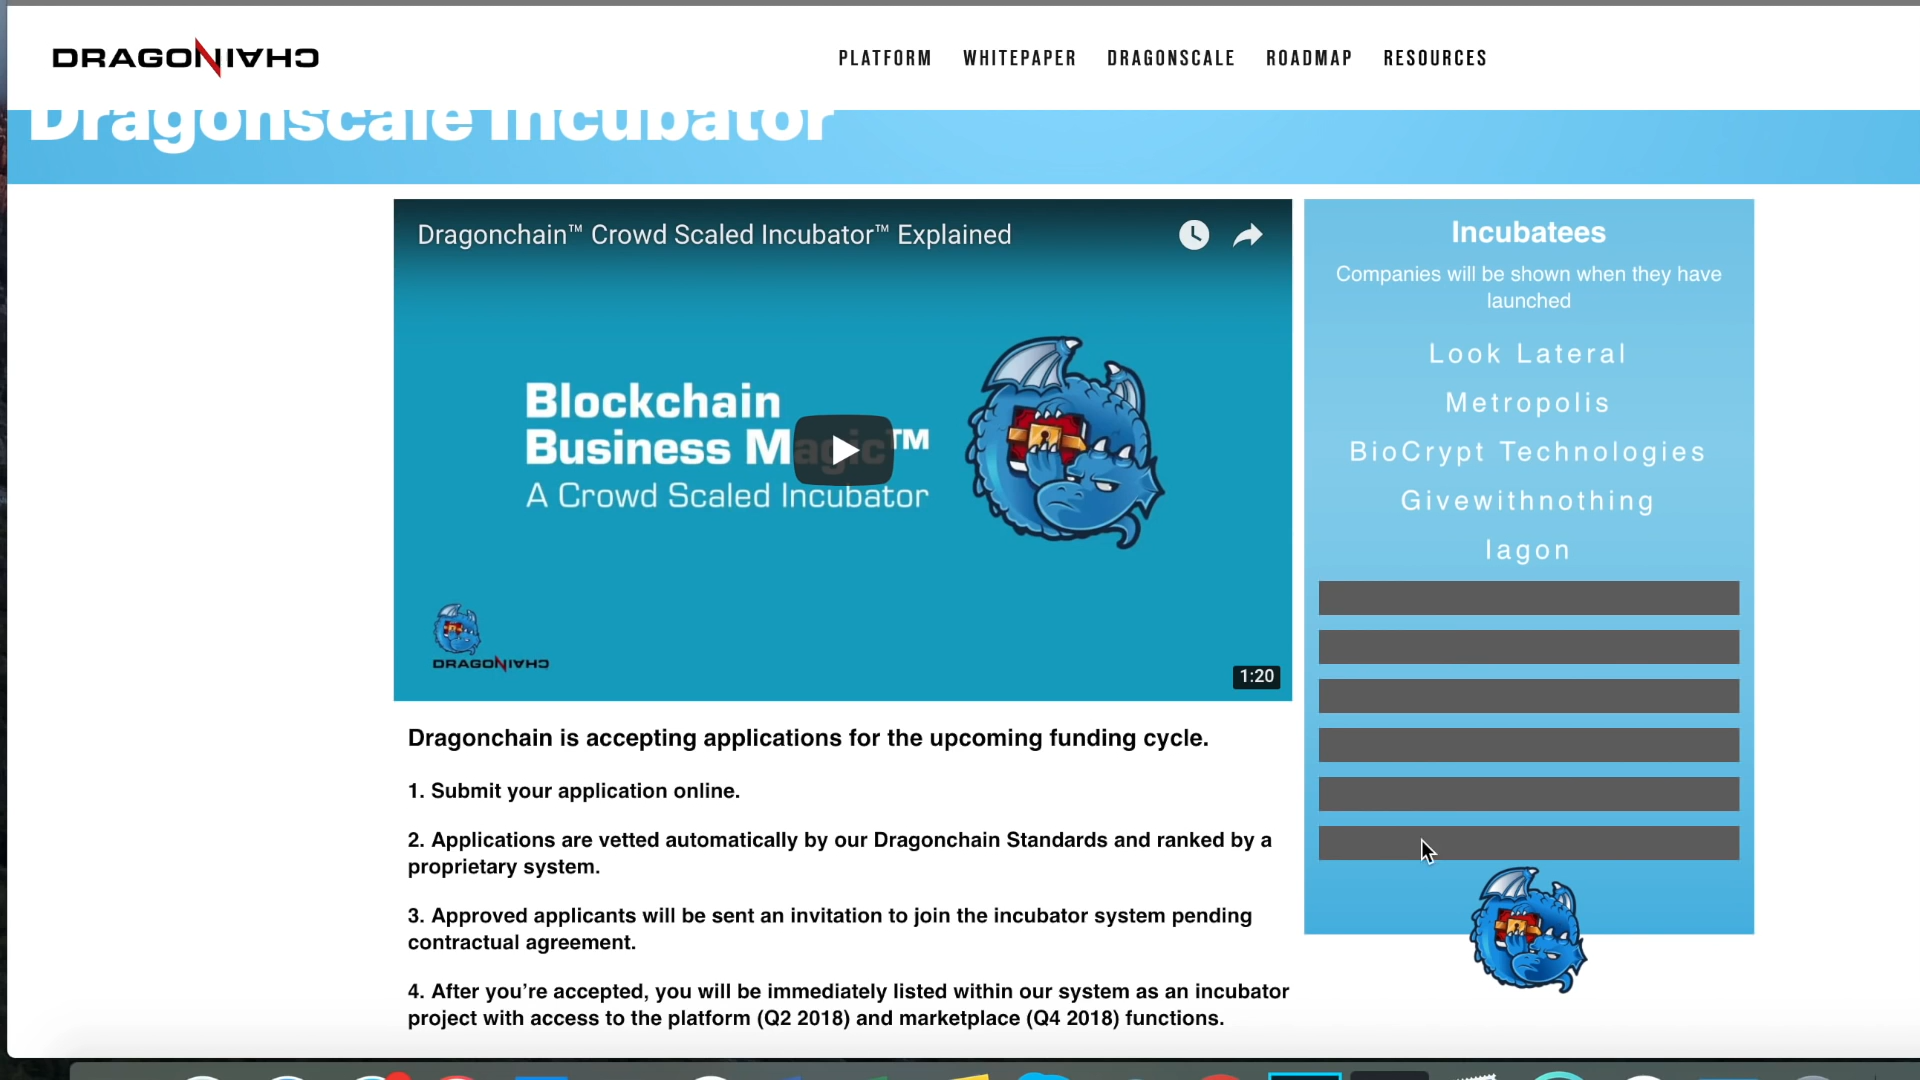 DRAGONCHAIN
PLATFORM WHITEPAPER DRAGONSCALE ROADMAP RESOURCES
Dragonscale Incubator
Dragonchain™ Crowd Scaled Incubator™ Explained
Blockchain
Business Magic™
A Crowd Scaled Incubator
DRAGONCHAIN
1:20
Dragonchain is accepting applications for the upcoming funding cycle.
1. Submit your application online.
2. Applications are vetted automatically by our Dragonchain Standards and ranked by a
proprietary system.
3. Approved applicants will be sent an invitation to join the incubator system pending
contractual agreement.
4. After you’re accepted, you will be immediately listed within our system as an incubator
project with access to the platform (Q2 2018) and marketplace (Q4 2018) functions.
Incubatees
Companies will be shown when they have
launched
Look Lateral
Metropolis
BioCrypt Technologies
Givewithnothing
Iagon